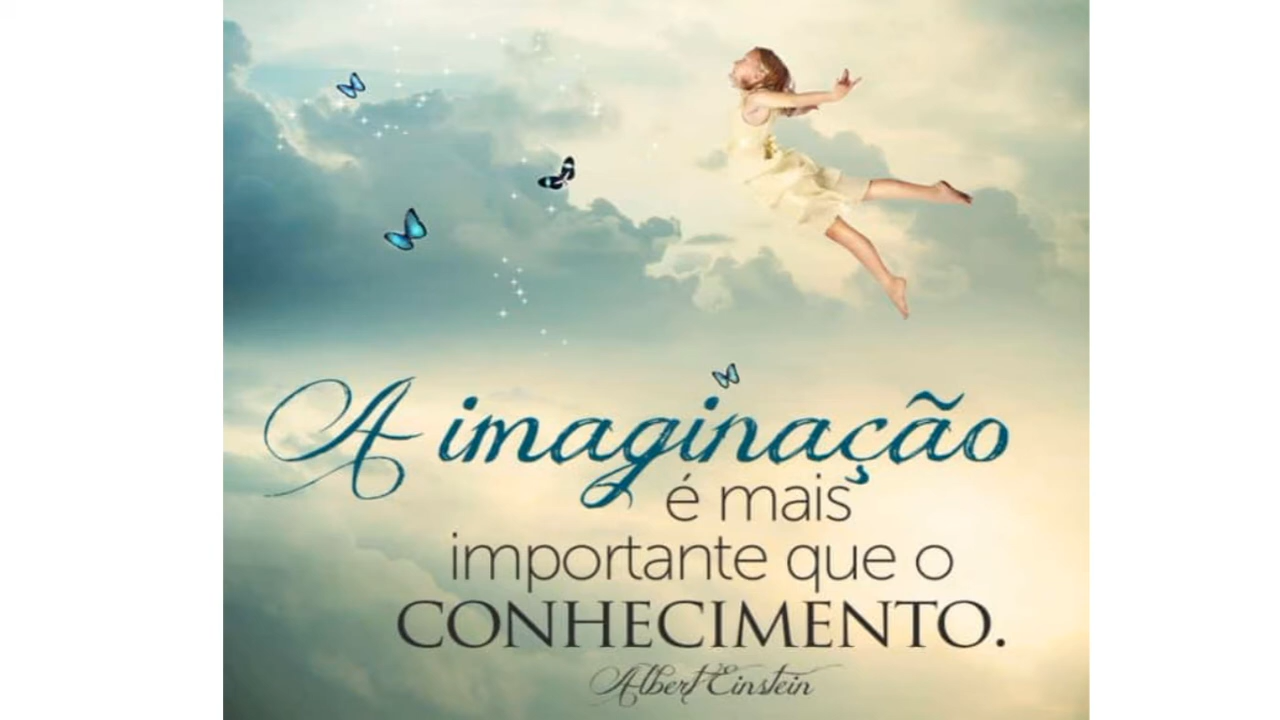 A imaginação
é mais
importante que o
CONHECIMENTO.
Albert Einstein